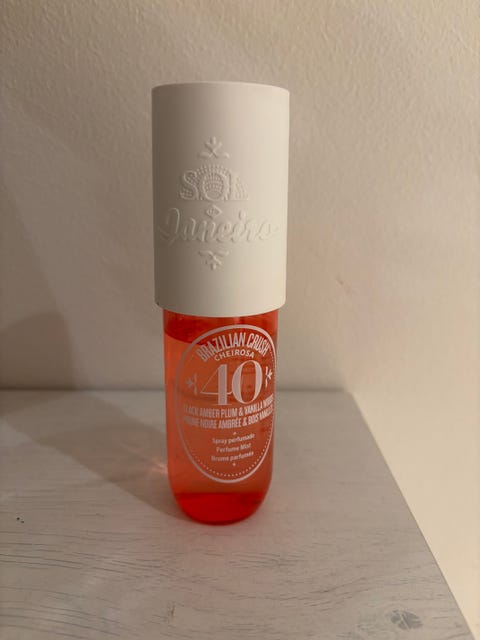 SOL
de
Janeiro
BRAZILIAN CRUSH
CHEIROSA
40
BLACK AMBER PLUM & VANILLA WOODS
PRUNE NOIRE AMBRÉE & BOIS VANILLÉS
Spray perfumado
Perfume Mist
Brume parfumée